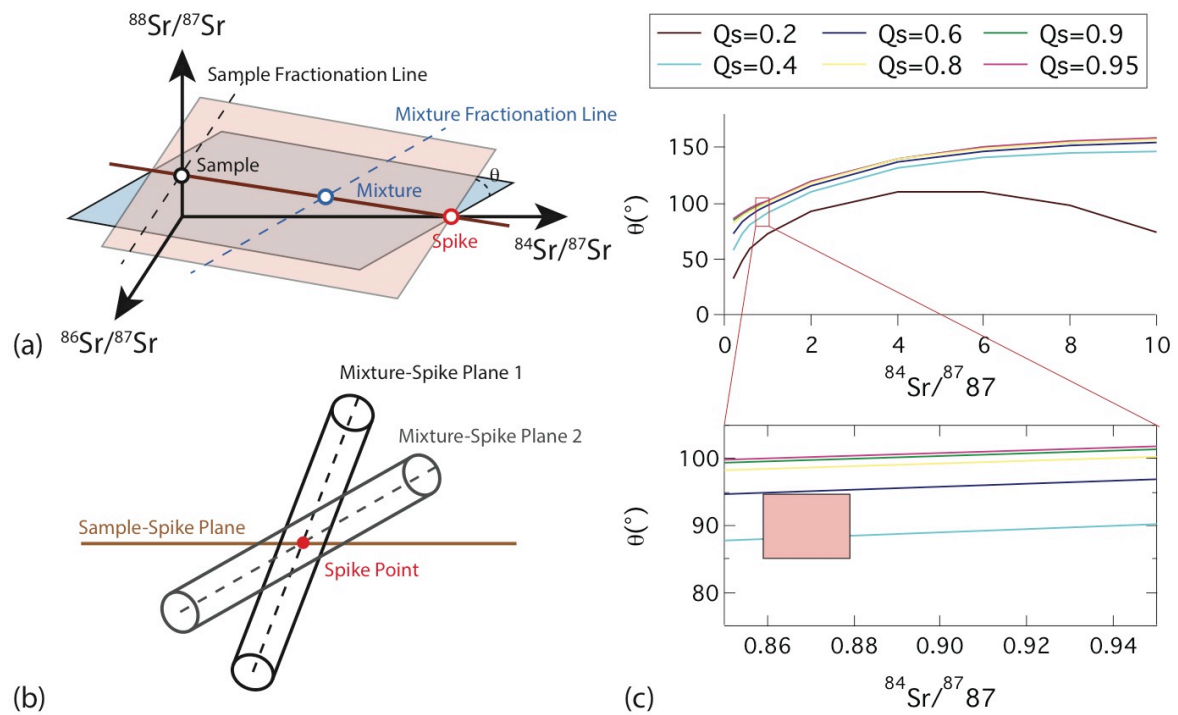 ⁸⁸Sr/⁸⁷Sr
Sample Fractionation Line
Mixture Fractionation Line
Sample
Mixture
θ
Spike
⁸⁴Sr/⁸⁷Sr
⁸⁶Sr/⁸⁷Sr
(a)
Mixture-Spike Plane 1
Mixture-Spike Plane 2
Sample-Spike Plane
Spike Point
(b)
Qs=0.2 Qs=0.6 Qs=0.9
Qs=0.4 Qs=0.8 Qs=0.95
150
100
50
0
θ(°)
0 2 4 6 8 10
⁸⁴Sr/⁸⁷87
100
90
80
θ(°)
0.86 0.88 0.90 0.92 0.94
⁸⁴Sr/⁸⁷87
(c)